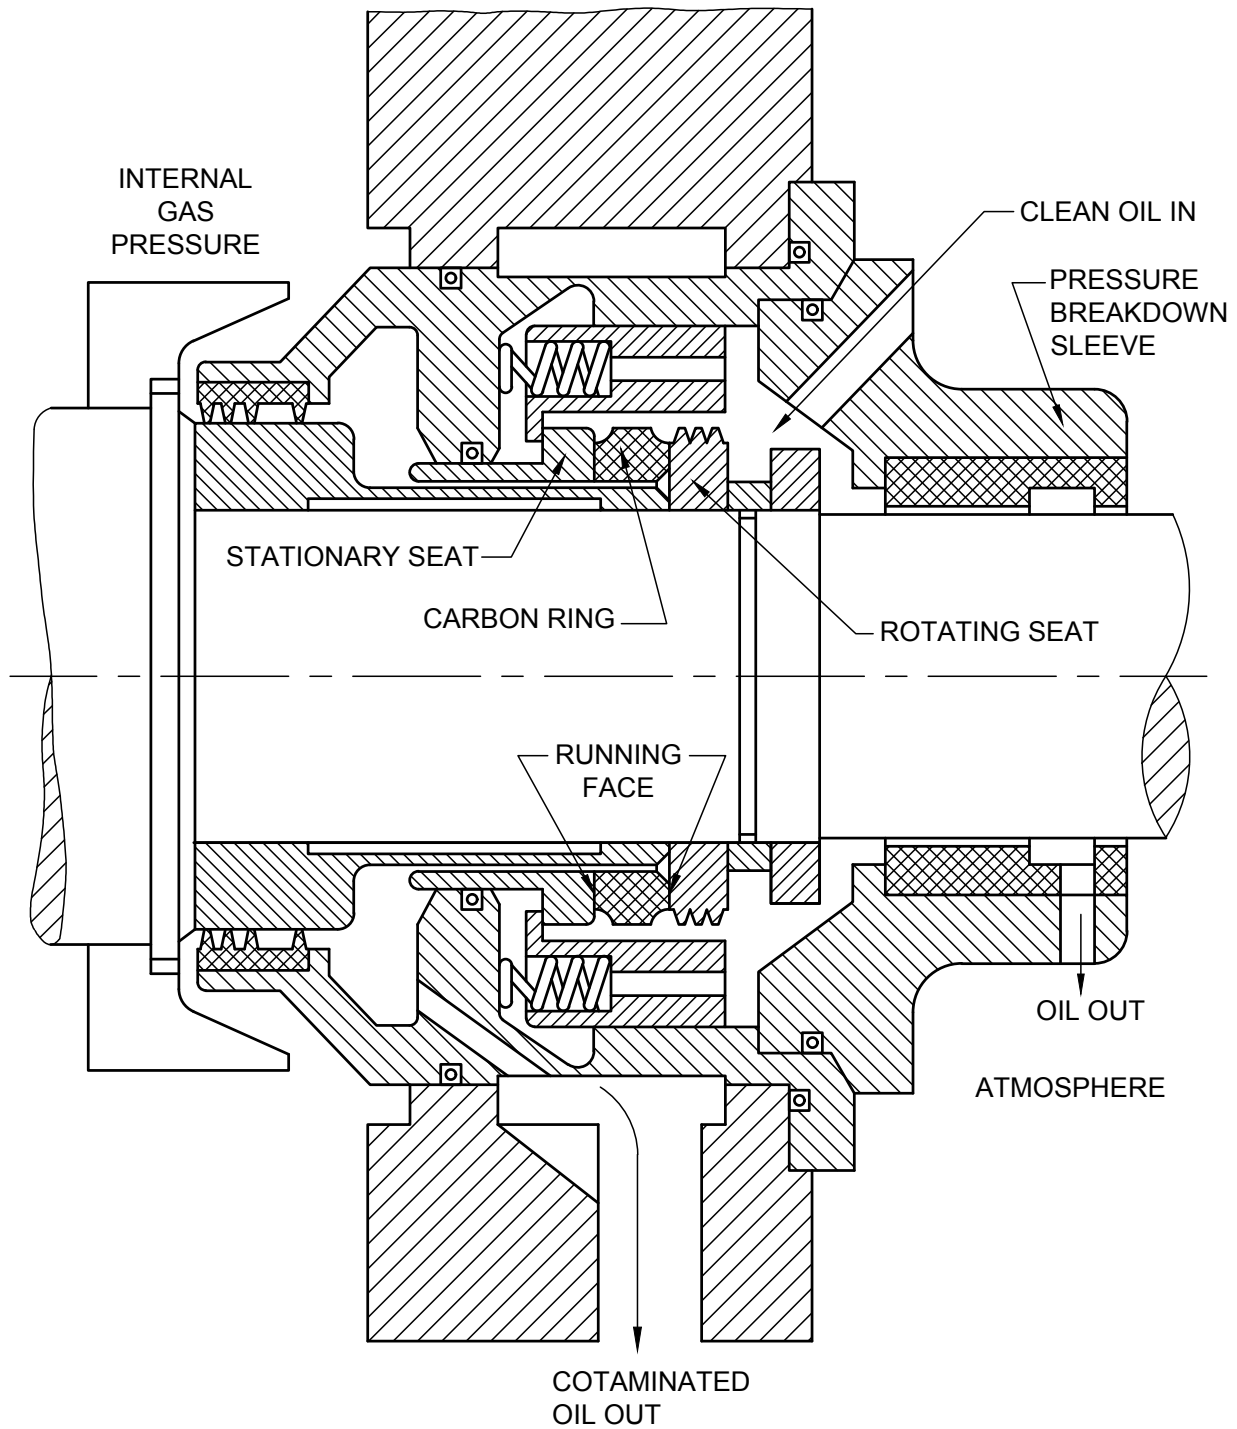 INTERNAL
GAS
PRESSURE
CLEAN OIL IN
PRESSURE
BREAKDOWN
SLEEVE
STATIONARY SEAT
CARBON RING
ROTATING SEAT
RUNNING
FACE
OIL OUT
ATMOSPHERE
COTAMINATED
OIL OUT